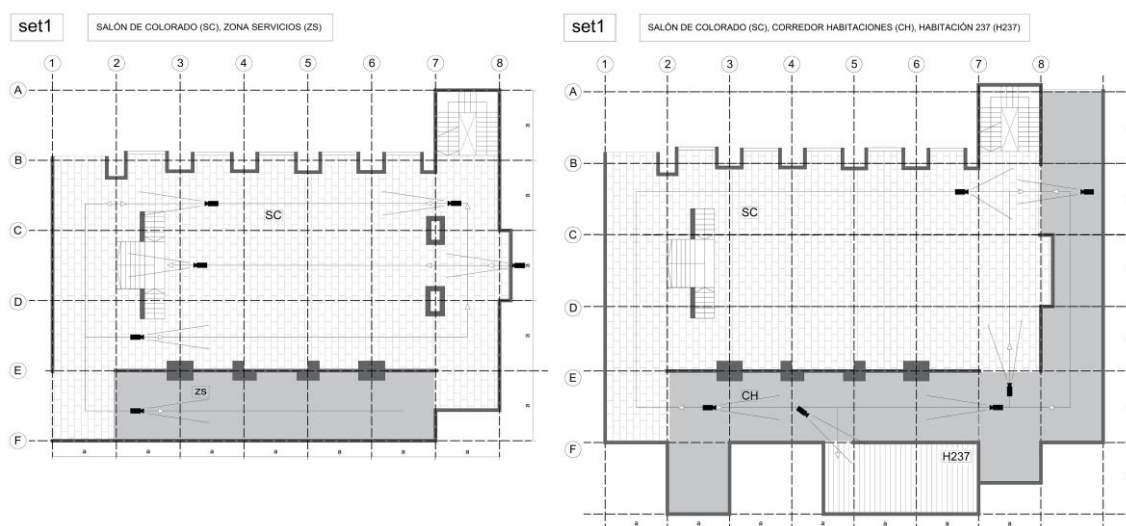 set1
SALÓN DE COLORADO (SC), ZONA SERVICIOS (ZS)
1 2 3 4 5 6 7 8
A
B
SC
C
D
E
ZS
F
a a a a a a a
a
a
a
a
a
set1
SALÓN DE COLORADO (SC), CORREDOR HABITACIONES (CH), HABITACIÓN 237 (H237)
1 2 3 4 5 6 7 8
A
B
SC
C
D
E
CH
F
H237
a a a a a a a